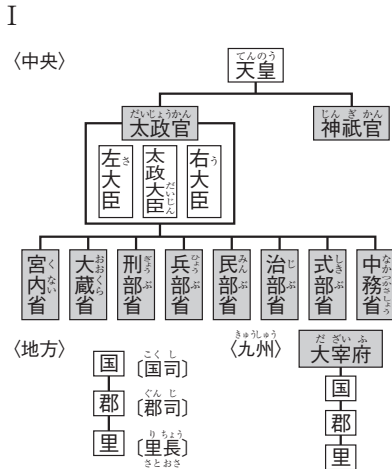 I
〈中央〉
てんのう
天皇
だいじょうかん
太政官
じんぎかん
神祇官
左大臣
さ
太政大臣
だいじん
右大臣
う
宮内省
くない
大蔵省
おおくら
刑部省
ぎょうぶ
兵部省
ひょうぶ
民部省
みんぶ
治部省
じぶ
式部省
しきぶ
中務省
なかつかさしょう
〈地方〉
国
こくし
〔国司〕
郡
ぐんじ
〔郡司〕
里
りちょう
〔里長〕
さとおさ
きゅうしゅう
〈九州〉
だざいふ
大宰府
国
郡
里